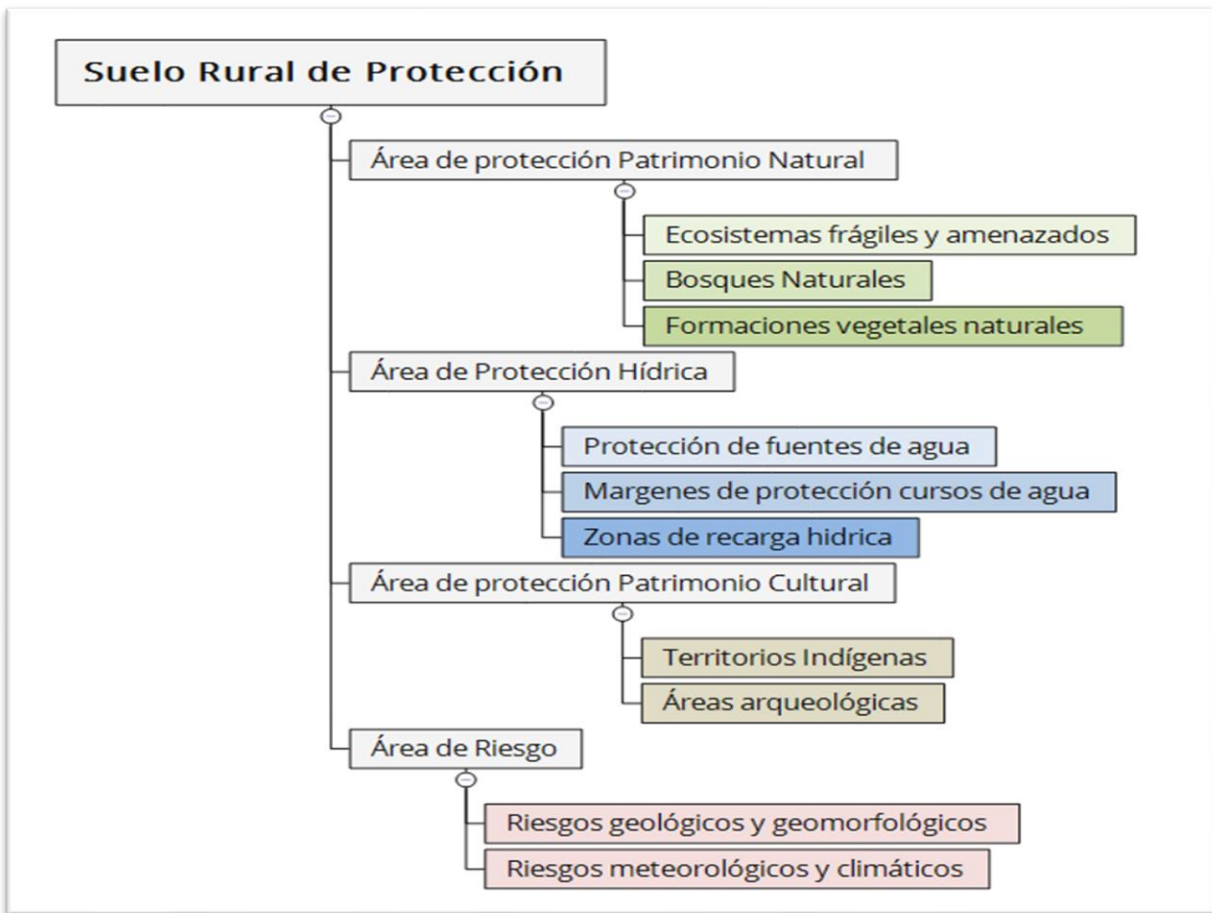 Suelo Rural de Protección
Área de protección Patrimonio Natural
Ecosistemas frágiles y amenazados
Bosques Naturales
Formaciones vegetales naturales
Área de Protección Hídrica
Protección de fuentes de agua
Margenes de protección cursos de agua
Zonas de recarga hidrica
Área de protección Patrimonio Cultural
Territorios Indígenas
Áreas arqueológicas
Área de Riesgo
Riesgos geológicos y geomorfológicos
Riesgos meteorológicos y climáticos